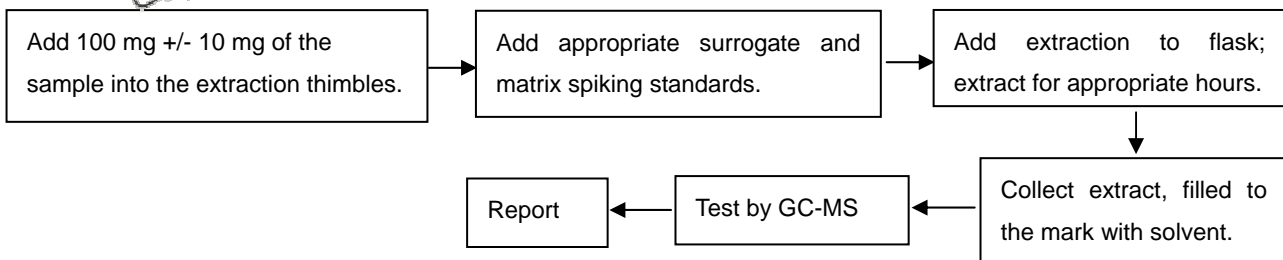 Add 100 mg +/- 10 mg of the
sample into the extraction thimbles.
Add appropriate surrogate and
matrix spiking standards.
Add extraction to flask;
extract for appropriate hours.
Collect extract, filled to
the mark with solvent.
Test by GC-MS
Report